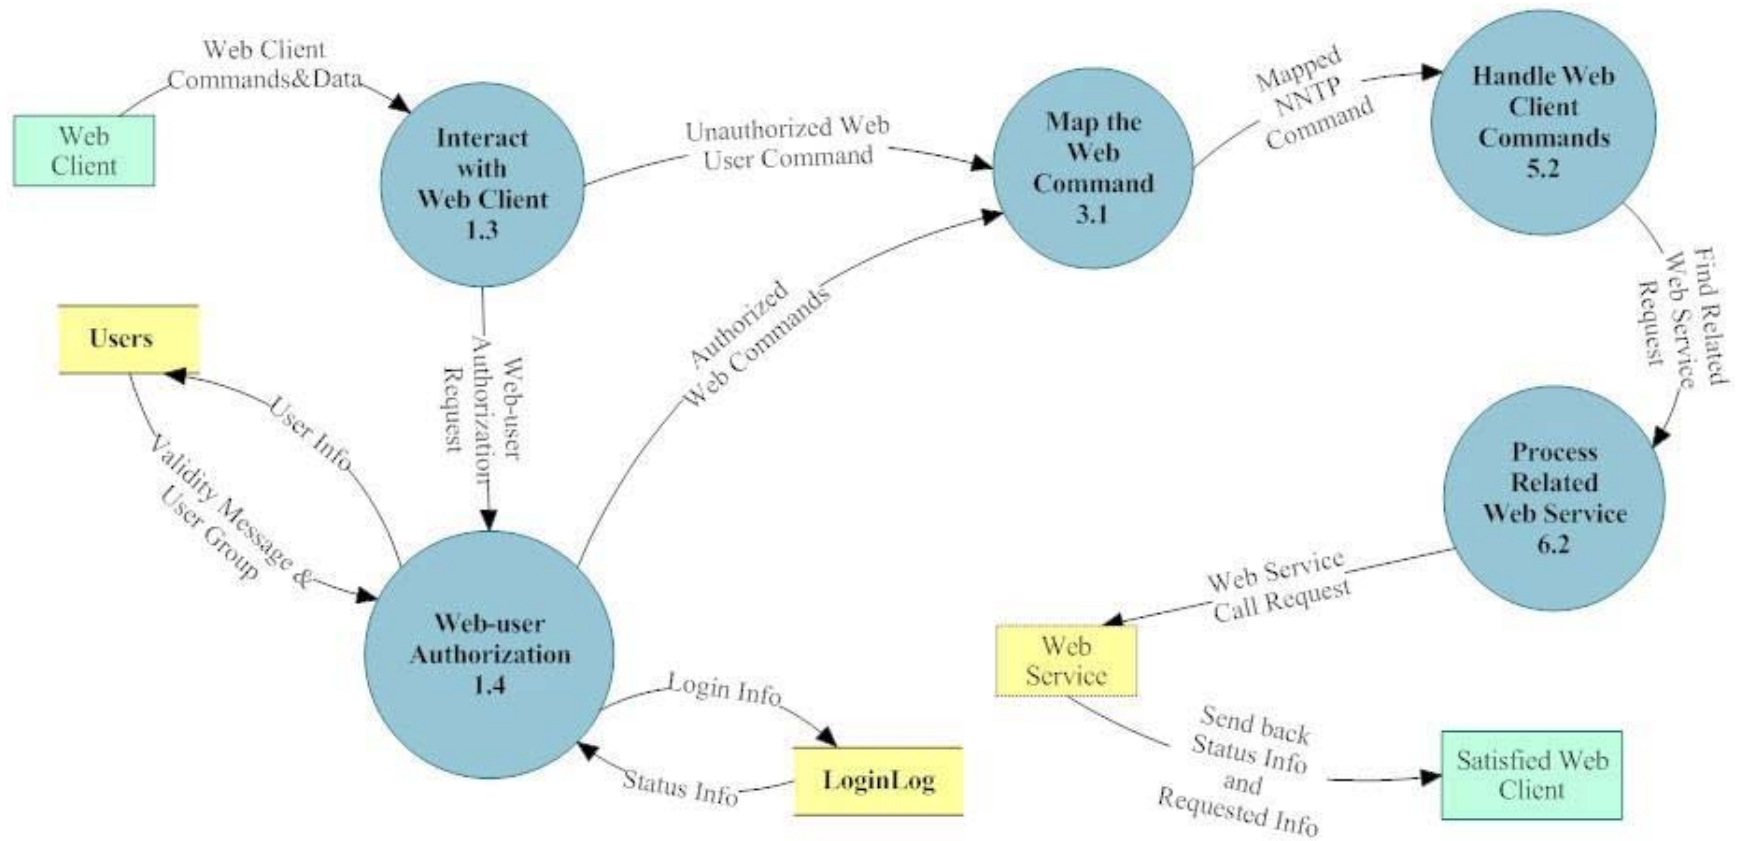 Web Client
Commands&Data
Web
Client
Interact
with
Web Client
1.3
Unauthorized Web
User Command
Map the
Web
Command
3.1
Mapped
NNTP
Command
Handle Web
Client
Commands
5.2
Find Related
Web Service
Request
Users
User Info
Validity Message &
User Group
Web-user
Authorization
Request
Authorized
Web Commands
Process
Related
Web Service
6.2
Web Service
Call Request
Web-user
Authorization
1.4
Login Info
Status Info
LoginLog
Web
Service
Send back
Status Info
and
Requested Info
Satisfied Web
Client